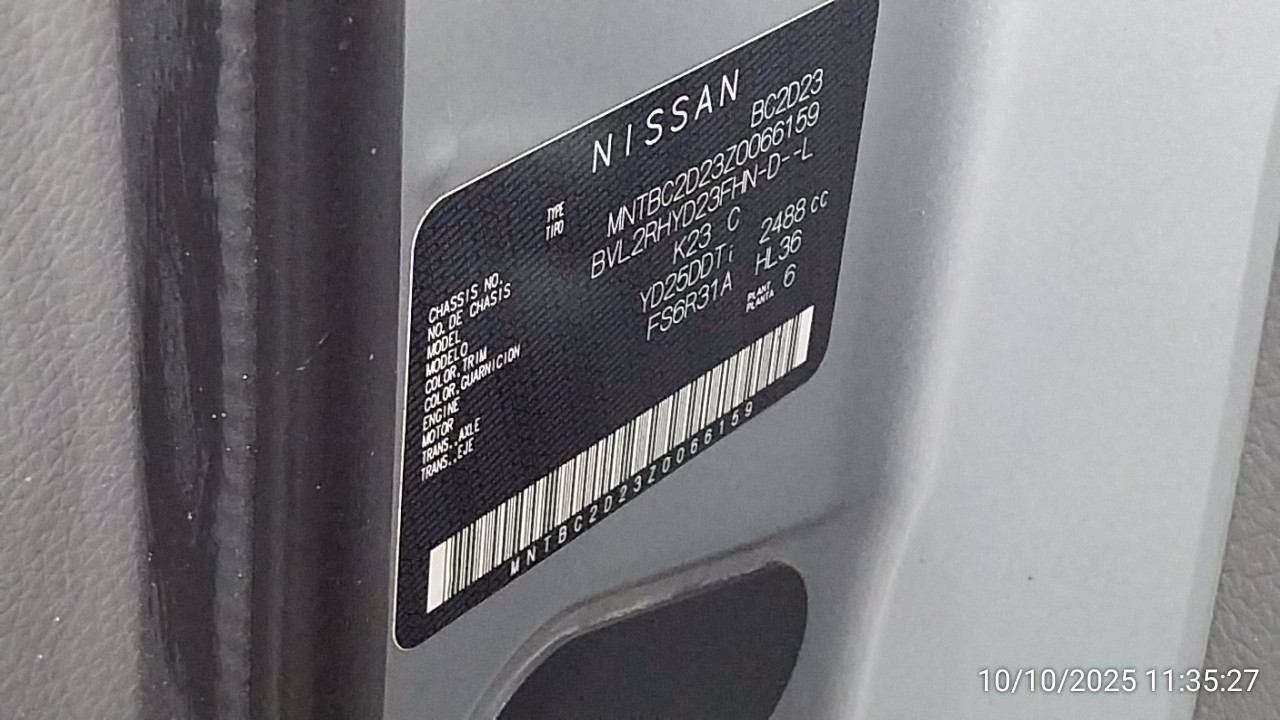 NISSAN
TYPE
TIPO
BC2D23
CHASSIS NO.
NO. DE CHASIS
MNTBC2D23Z0066159
MODEL
MODELO
BVL2RHYD23FHN-D--L
COLOR,TRIM
COLOR,GUARNICION
K23 C
ENGINE
MOTOR
YD25DDTi 2488 cc
TRANS.,AXLE
TRANS.,EJE
FS6R31A HL36
PLANT
PLANTA
6
MNTBC2D23Z0066159
10/10/2025 11:35:27